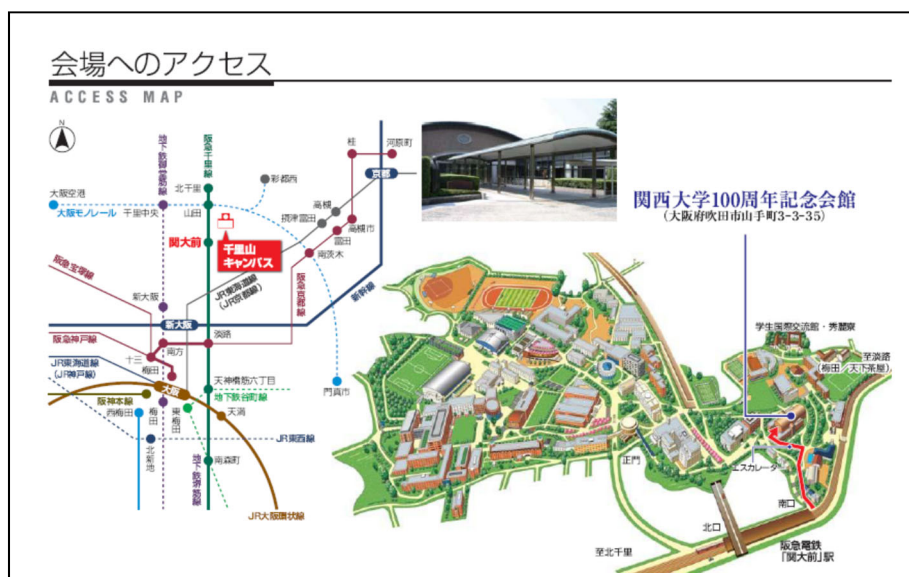 会場へのアクセス
ACCESS MAP
N
地下鉄御堂筋線
阪急千里線
桂
河原町
京都
大阪空港
大阪モノレール
千里中央
北千里
山田
彩都西
高槻
摂津富田
高槻市
富田
南茨木
関大前
千里山
キャンパス
阪急宝塚線
JR東海道線
(JR京都線)
阪急京都線
新幹線
新大阪
新大阪
阪急神戸線
十三
南方
淡路
梅田
JR東海道線
(JR神戸線)
天神橋筋六丁目
地下鉄谷町線
門真市
阪神本線
西梅田
梅田
東梅田
天満
北新地
JR東西線
南森町
地下鉄堺筋線
JR大阪環状線
関西大学100周年記念会館
(大阪府吹田市山手町3-3-35)
学生国際交流館・秀麗寮
至淡路
(梅田/天下茶屋)
正門
エスカレーター
南口
北口
至北千里
阪急電鉄
「関大前」駅